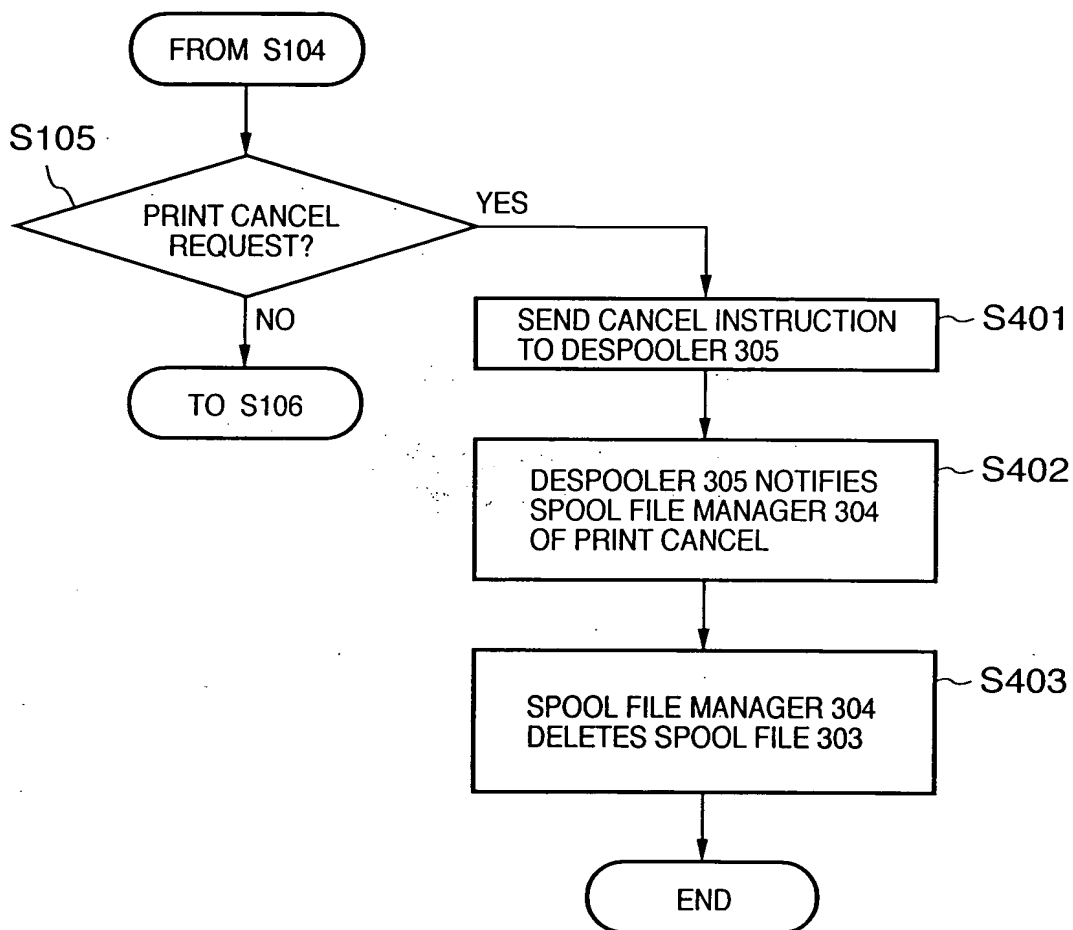 FROM S104
S105
PRINT CANCEL
REQUEST?
YES
NO
TO S106
SEND CANCEL INSTRUCTION
TO DESPOOLER 305
S401
DESPOOLER 305 NOTIFIES
SPOOL FILE MANAGER 304
OF PRINT CANCEL
S402
SPOOL FILE MANAGER 304
DELETES SPOOL FILE 303
S403
END